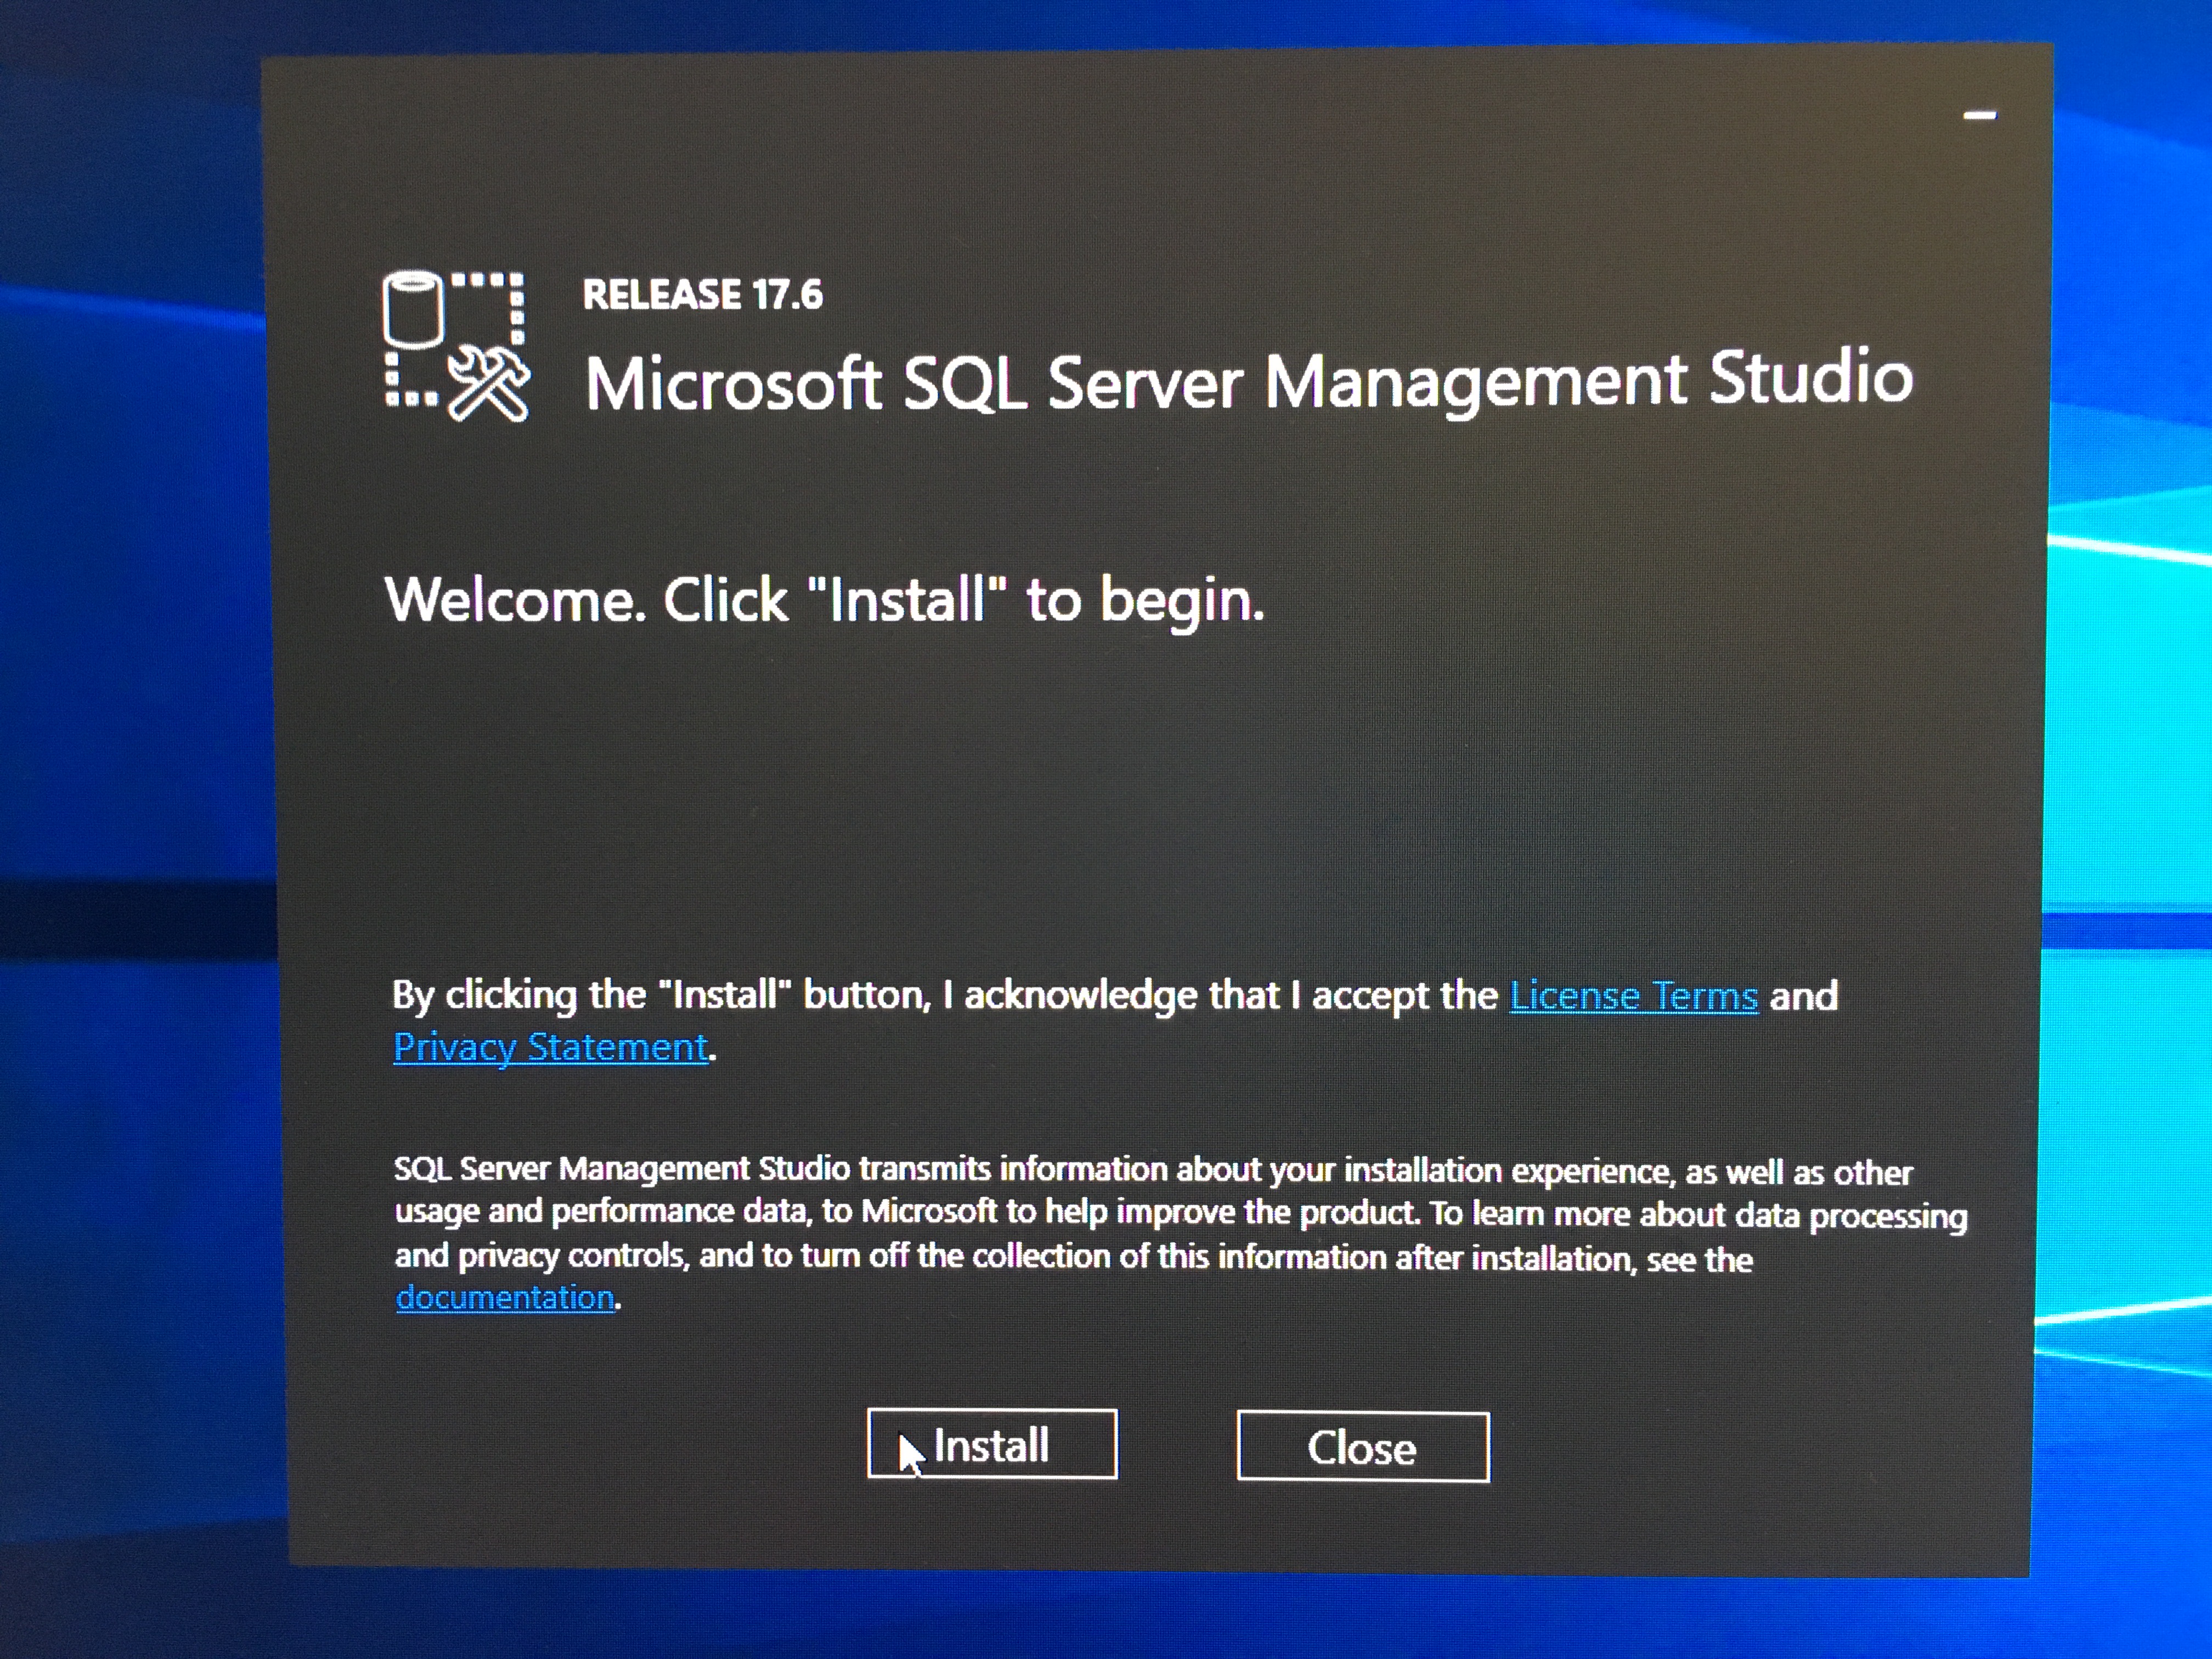 RELEASE 17.6
Microsoft SQL Server Management Studio
Welcome. Click "Install" to begin.
By clicking the "Install" button, I acknowledge that I accept the License Terms and
Privacy Statement.
SQL Server Management Studio transmits information about your installation experience, as well as other
usage and performance data, to Microsoft to help improve the product. To learn more about data processing
and privacy controls, and to turn off the collection of this information after installation, see the
documentation.
Install
Close